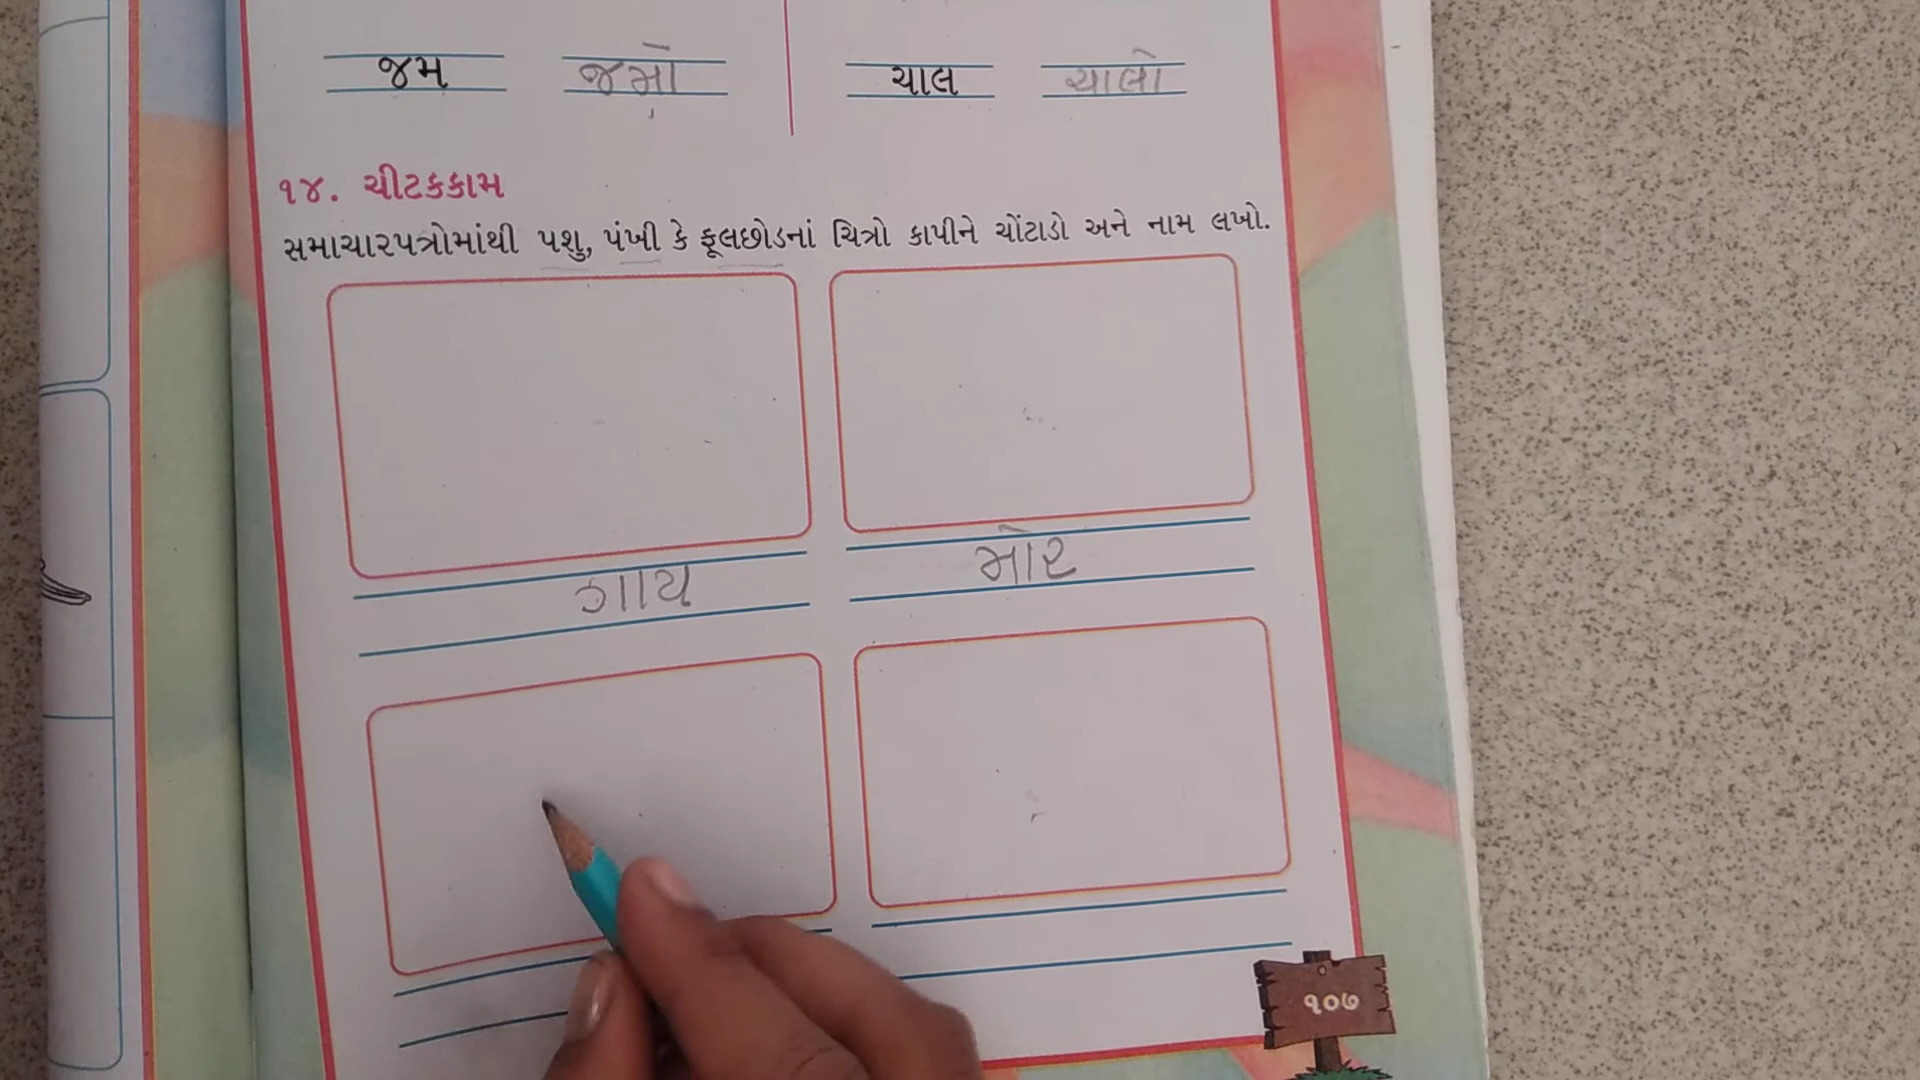 જમ જમો ચાલ ચાલો
૧૪. ચીટકકામ
સમાચારપત્રોમાંથી પશુ, પંખી કે ફૂલછોડનાં ચિત્રો કાપીને ચોંટાડો અને નામ લખો.
ગાય મોર
૧૦૭